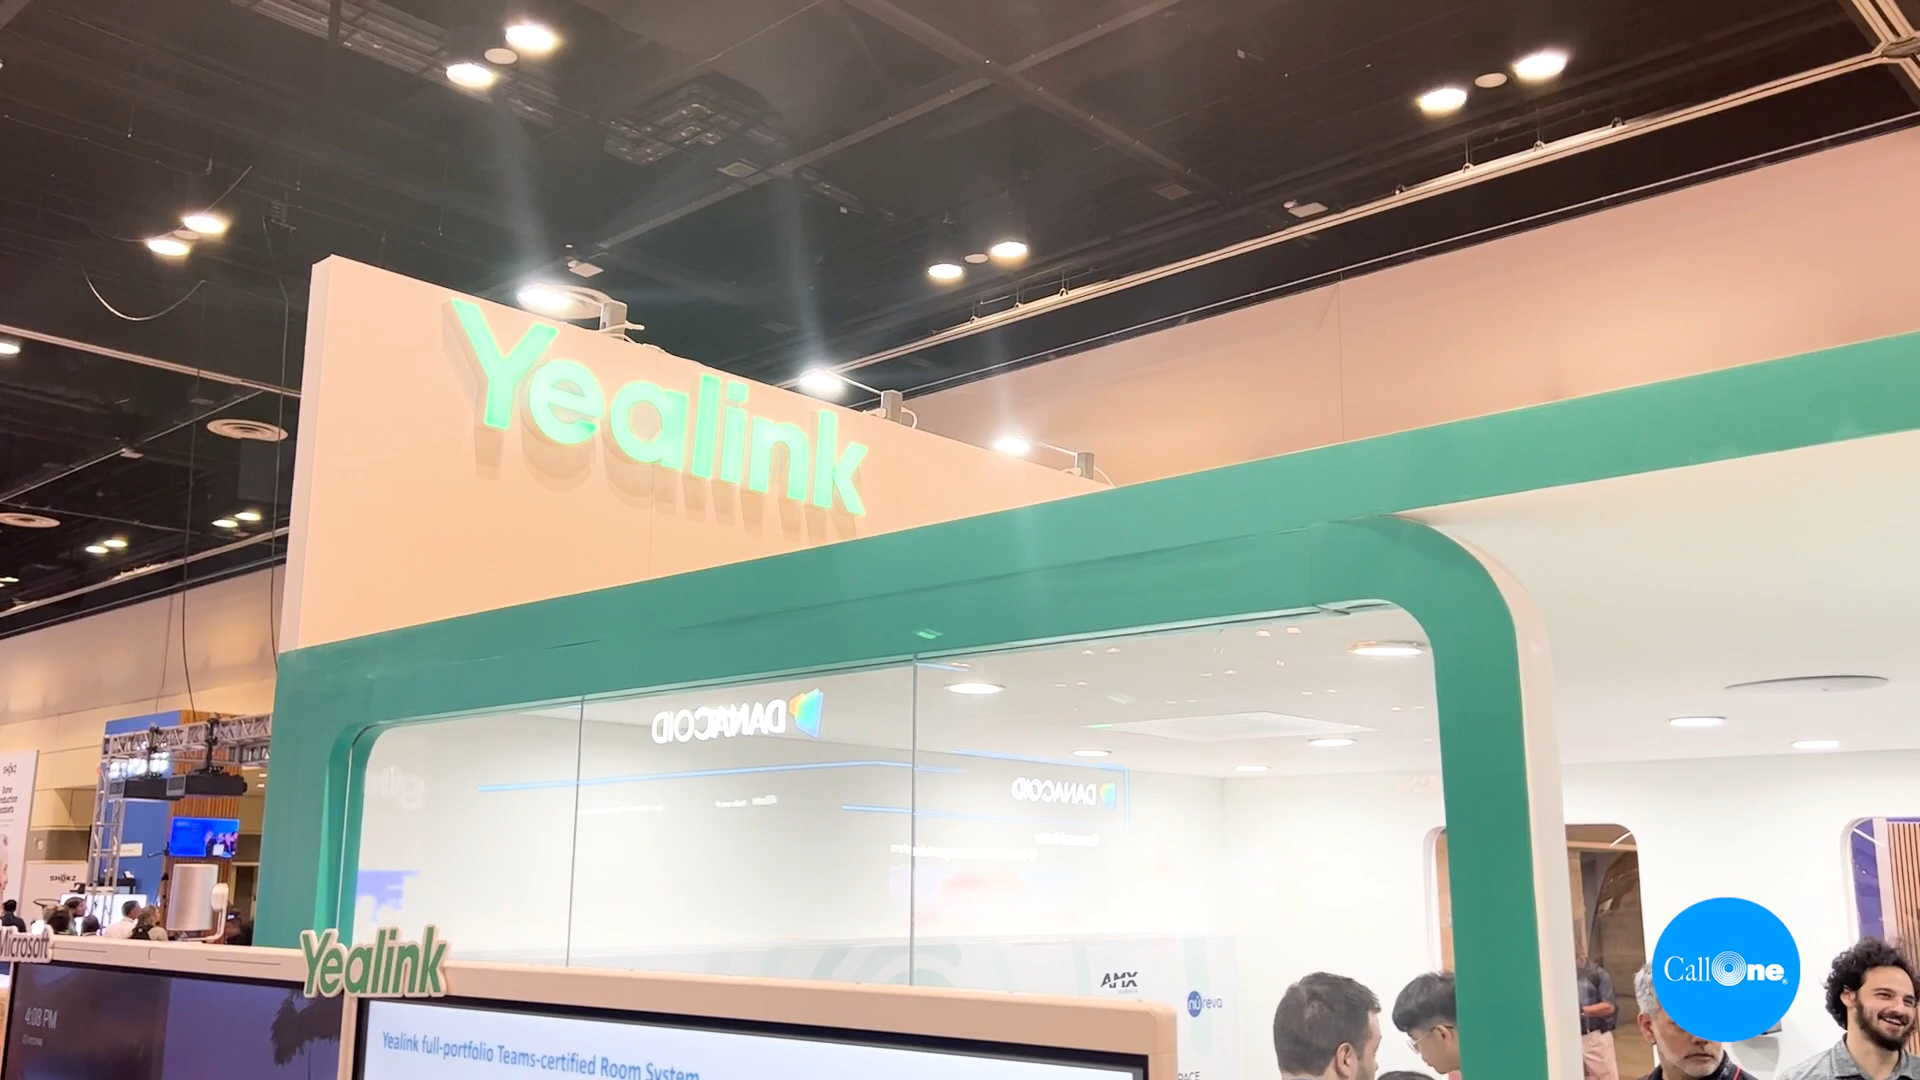 Yealink
DANACOID
DANACOID
SHOKZ
SHOKZ
Microsoft
Yealink
4:08 PM
AMX
nureva
CallOne
Yealink full-portfolio Teams-certified Room System